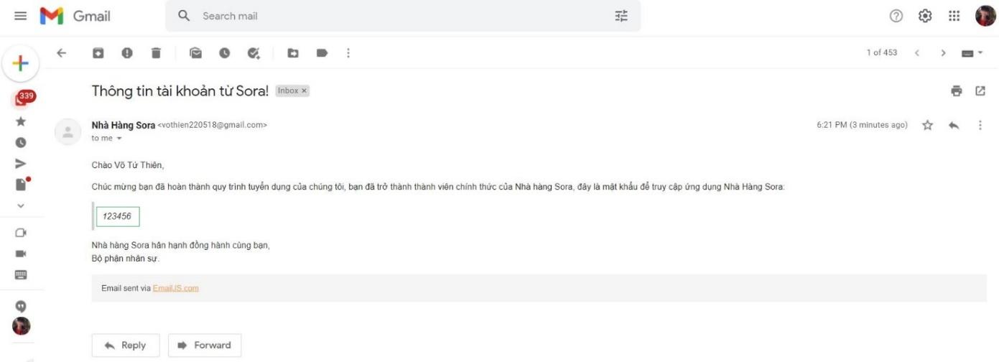 Gmail
Search mail
1 of 453
339
Thông tin tài khoản từ Sora! Inbox ×
Nhà Hàng Sora <vothien220518@gmail.com>
6:21 PM (3 minutes ago)
to me
Chào Võ Tứ Thiên,
Chúc mừng bạn đã hoàn thành quy trình tuyển dụng của chúng tôi, bạn đã trở thành thành viên chính thức của Nhà hàng Sora, đây là mật khẩu để truy cập ứng dụng Nhà Hàng Sora:
123456
Nhà hàng Sora hân hạnh đồng hành cùng bạn,
Bộ phận nhân sự.
Email sent via EmailJS.com
Reply
Forward